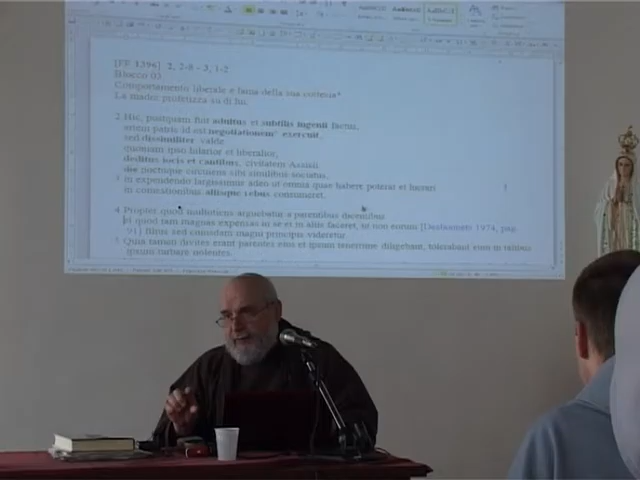 [FF 1396] 2, 2-8 - 3, 1-2
Blocco 03
Comportamento liberale e fama della sua cortesia*
La madre profetizza su di lui.
2 Hic, postquam fuit adultus et subtilis ingenii factus,
artem patris id est negotiationem exercuit,
sed dissimiliter valde
quoniam ipso hilarior et liberalior,
deditus iocis et cantibus, civitatem Assisii
die noctuque circuiens sibi similibus sociatus,
3 in expendendo largissimus adeo ut omnia quae habere poterat et lucrari
in comestionibus aliisque rebus consumeret.
4 Propter quod multotiens arguebatur a parentibus dicentibus
quod tam magnas expensas in se et in aliis faceret, ut non eorum [Desbonnets 1974, pag.
91] filius sed cuiusdam magni principis videretur.
5 Quia tamen divites erant parentes eius et ipsum tenerrime diligebant, tolerabant eum in talibus
ipsum turbare nolentes.